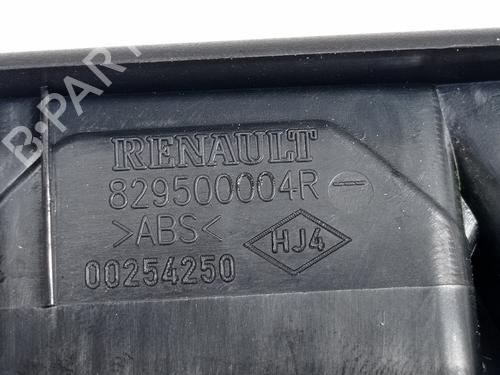 B-PARTS
RENAULT
829500004R
>ABS<
HJ4
00254250